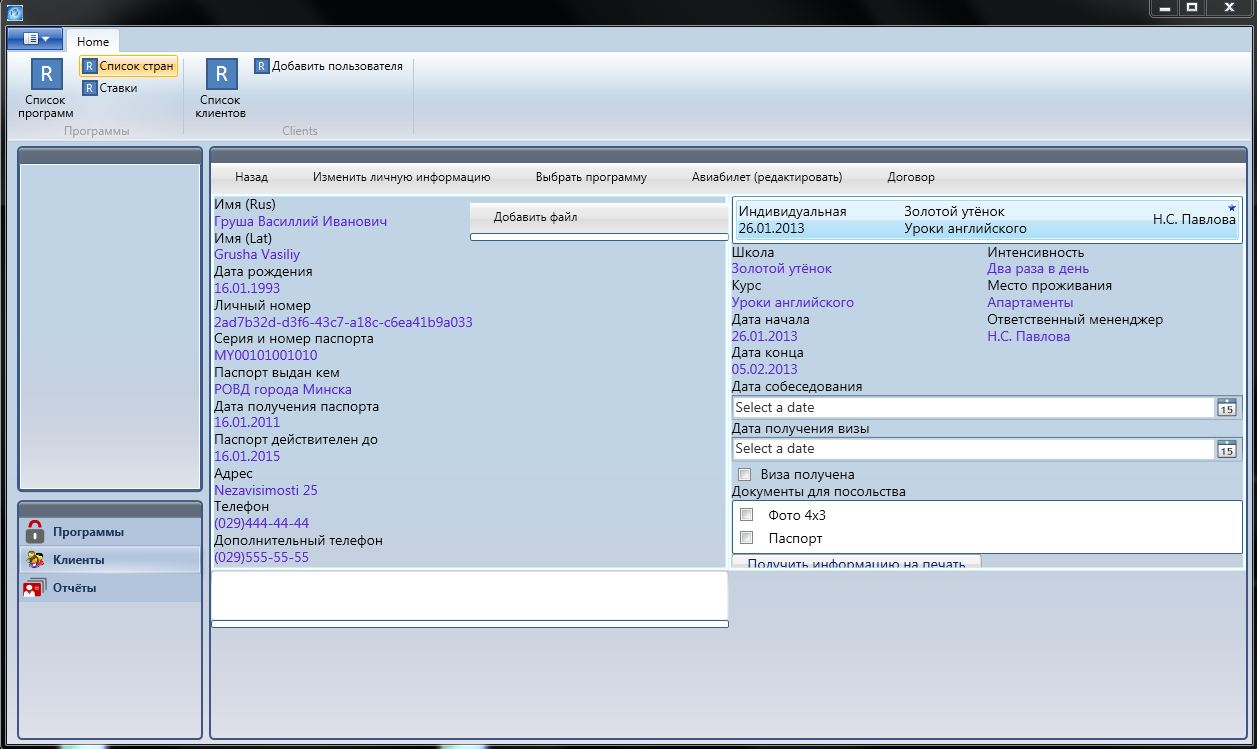 Home
R
Список
программ
R Список стран
R Ставки
Программы
R
Список
клиентов
R Добавить пользователя
Clients
Назад
Изменить личную информацию
Выбрать программу
Авиабилет (редактировать)
Договор
Имя (Rus)
Груша Василлий Иванович
Имя (Lat)
Grusha Vasiliy
Дата рождения
16.01.1993
Личный номер
2ad7b32d-d3f6-43c7-a18c-c6ea41b9a033
Серия и номер паспорта
MY00101001010
Паспорт выдан кем
РОВД города Минска
Дата получения паспорта
16.01.2011
Паспорт действителен до
16.01.2015
Адрес
Nezavisimosti 25
Телефон
(029)444-44-44
Дополнительный телефон
(029)555-55-55
Добавить файл
Индивидуальная
26.01.2013
Золотой утёнок
Уроки английского
Н.С. Павлова
Школа
Золотой утёнок
Курс
Уроки английского
Дата начала
26.01.2013
Дата конца
05.02.2013
Интенсивность
Два раза в день
Место проживания
Апартаменты
Ответственный мененджер
Н.С. Павлова
Дата собеседования
Select a date
15
Дата получения визы
Select a date
15
Виза получена
Документы для посольства
Фото 4x3
Паспорт
Получить информацию на печать
Программы
Клиенты
Отчёты